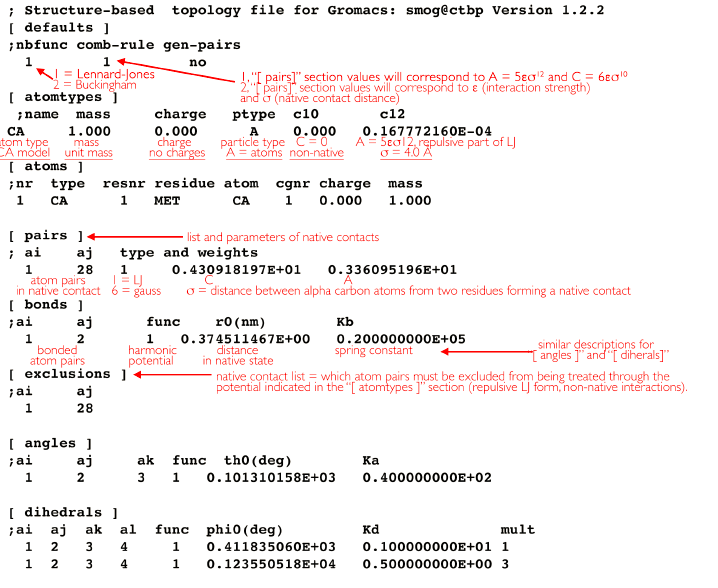 ; Structure-based  topology file for Gromacs: smog@ctbp Version 1.2.2
[ defaults ]
;nbfunc comb-rule gen-pairs
1 1 no
1 = Lennard-Jones
2 = Buckingham
1. "[ pairs]" section values will correspond to A = 5εσ¹² and C = 6εσ¹⁰
2. "[ pairs]" section values will correspond to ε (interaction strength)
and σ (native contact distance)
[ atomtypes ]
;name mass charge ptype c10 c12
CA 1.000 0.000 A 0.000 0.167772160E-04
atom type mass charge particle type C = 0 A = 5εσ12, repulsive part of LJ
CA model unit mass no charges A = atoms non-native σ = 4.0 A
[ atoms ]
;nr type resnr residue atom cgnr charge mass
1 CA 1 MET CA 1 0.000 1.000
[ pairs ] list and parameters of native contacts
; ai aj type and weights
1 28 1 0.430918197E+01 0.336095196E+01
atom pairs 1 = LJ C A
in native contact 6 = gauss σ = distance between alpha carbon atoms from two residues forming a native contact
[ bonds ]
;ai aj func r0(nm) Kb
1 2 1 0.374511467E+00 0.200000000E+05
bonded harmonic distance spring constant
atom pairs potential in native state
similar descriptions for
"[ angles ]" and "[ diherals]"
[ exclusions ] native contact list = which atom pairs must be excluded from being treated through the
potential indicated in the "[ atomtypes ]" section (repulsive LJ form, non-native interactions).
;ai aj
1 28
[ angles ]
;ai aj ak func th0(deg) Ka
1 2 3 1 0.101310158E+03 0.400000000E+02
[ dihedrals ]
;ai aj ak al func phi0(deg) Kd mult
1 2 3 4 1 0.411835060E+03 0.100000000E+01 1
1 2 3 4 1 0.123550518E+04 0.500000000E+00 3